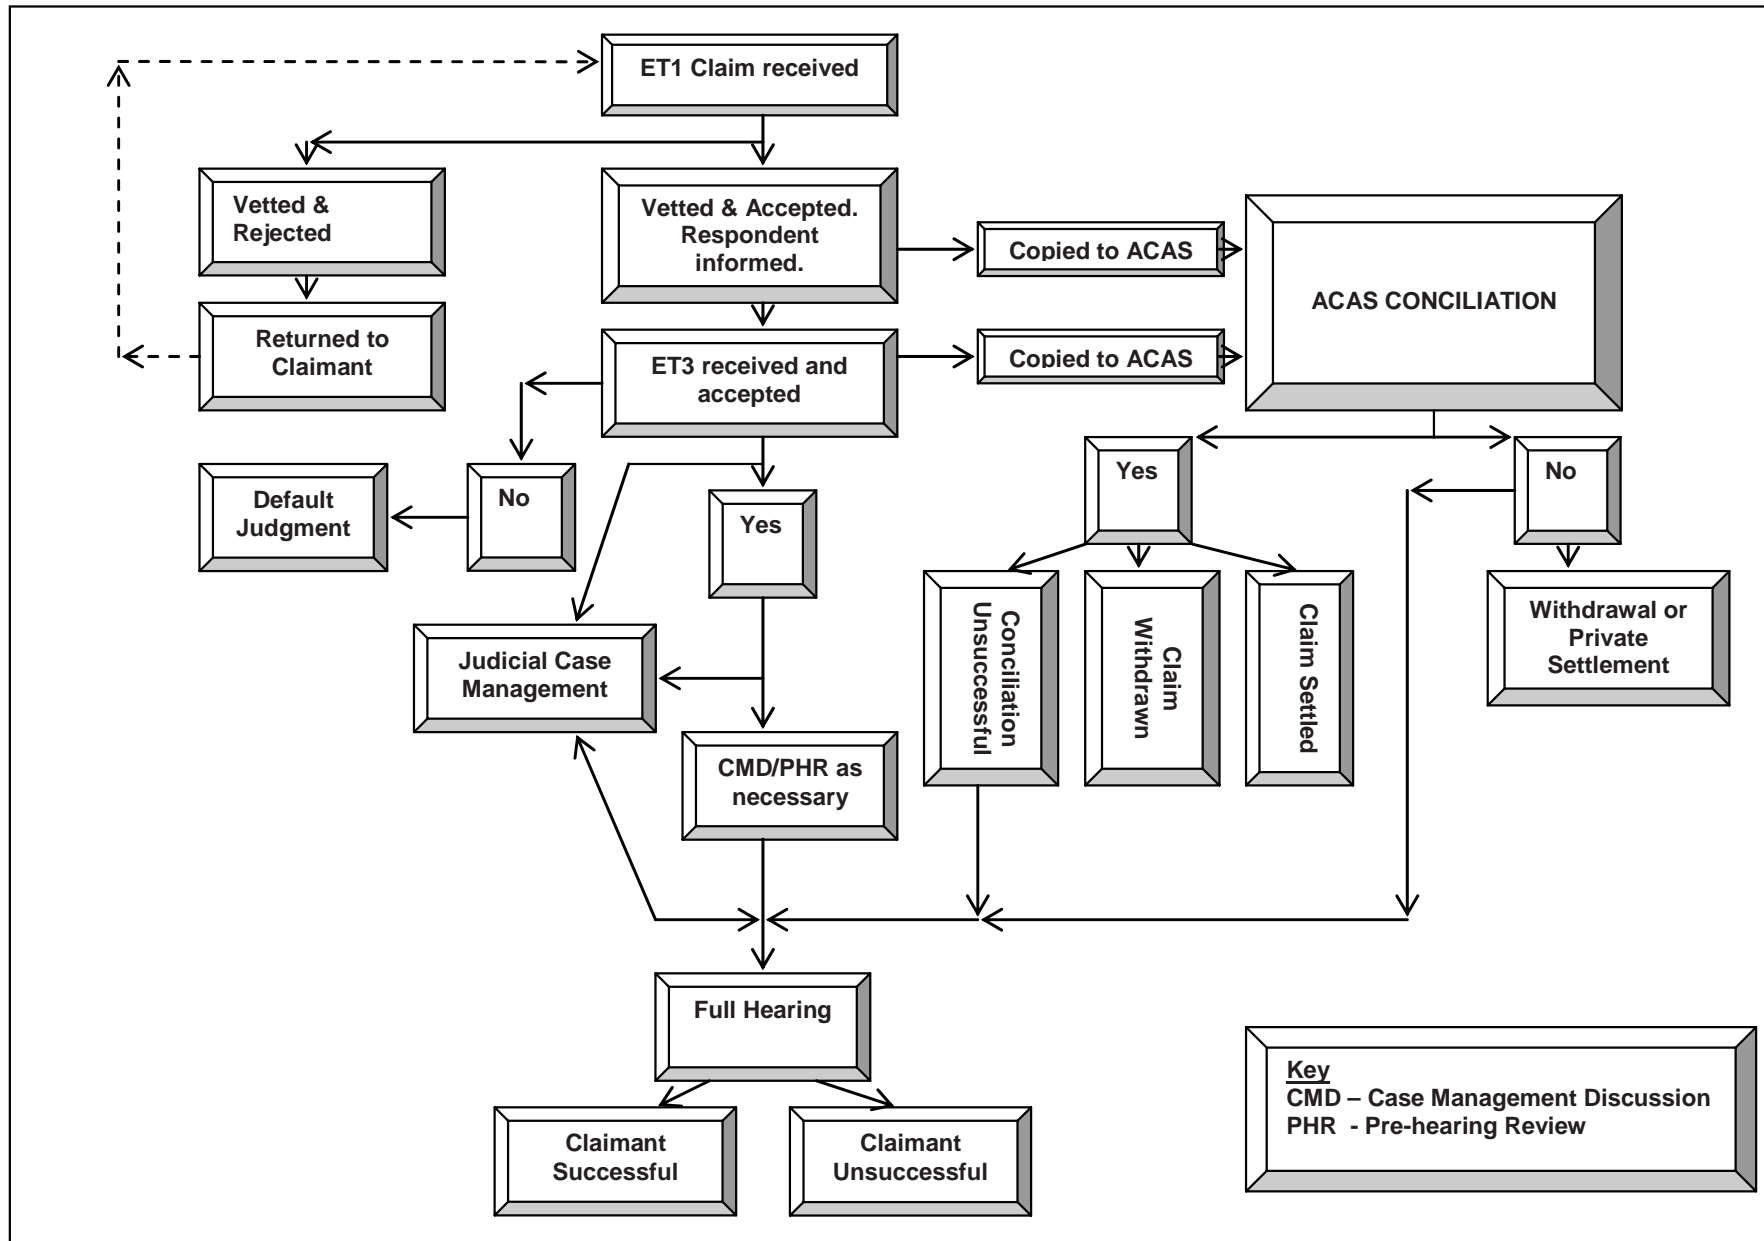 ET1 Claim received
Vetted &
Rejected
Vetted & Accepted.
Respondent
informed.
Copied to ACAS
ACAS CONCILIATION
Returned to
Claimant
ET3 received and
accepted
Copied to ACAS
Default
Judgment
No
Yes
Yes
No
Judicial Case
Management
Conciliation
Unsuccessful
Claim
Withdrawn
Claim Settled
Withdrawal or
Private
Settlement
CMD/PHR as
necessary
Full Hearing
Claimant
Successful
Claimant
Unsuccessful
Key
CMD – Case Management Discussion
PHR - Pre-hearing Review